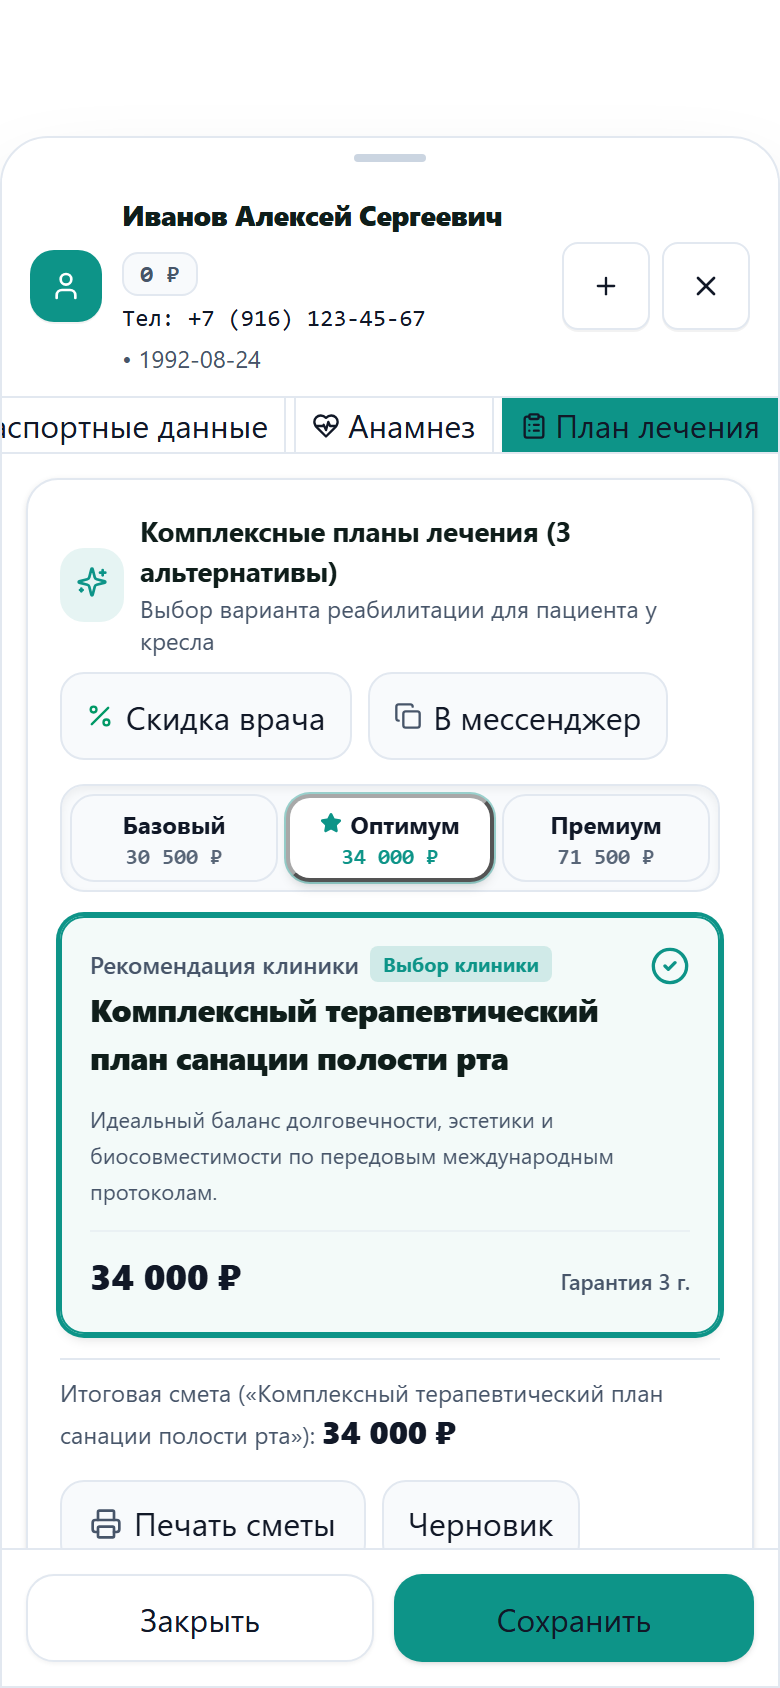 Иванов Алексей Сергеевич
0 ₽
Тел: +7 (916) 123-45-67
• 1992-08-24
аспортные данные
Анамнез
План лечения
Комплексные планы лечения (3
альтернативы)
Выбор варианта реабилитации для пациента у
кресла
Скидка врача
В мессенджер
Базовый
30 500 ₽
Оптимум
34 000 ₽
Премиум
71 500 ₽
Рекомендация клиники
Выбор клиники
Комплексный терапевтический
план санации полости рта
Идеальный баланс долговечности, эстетики и
биосовместимости по передовым международным
протоколам.
34 000 ₽
Гарантия 3 г.
Итоговая смета («Комплексный терапевтический план
санации полости рта»): 34 000 ₽
Печать сметы
Черновик
Закрыть
Сохранить